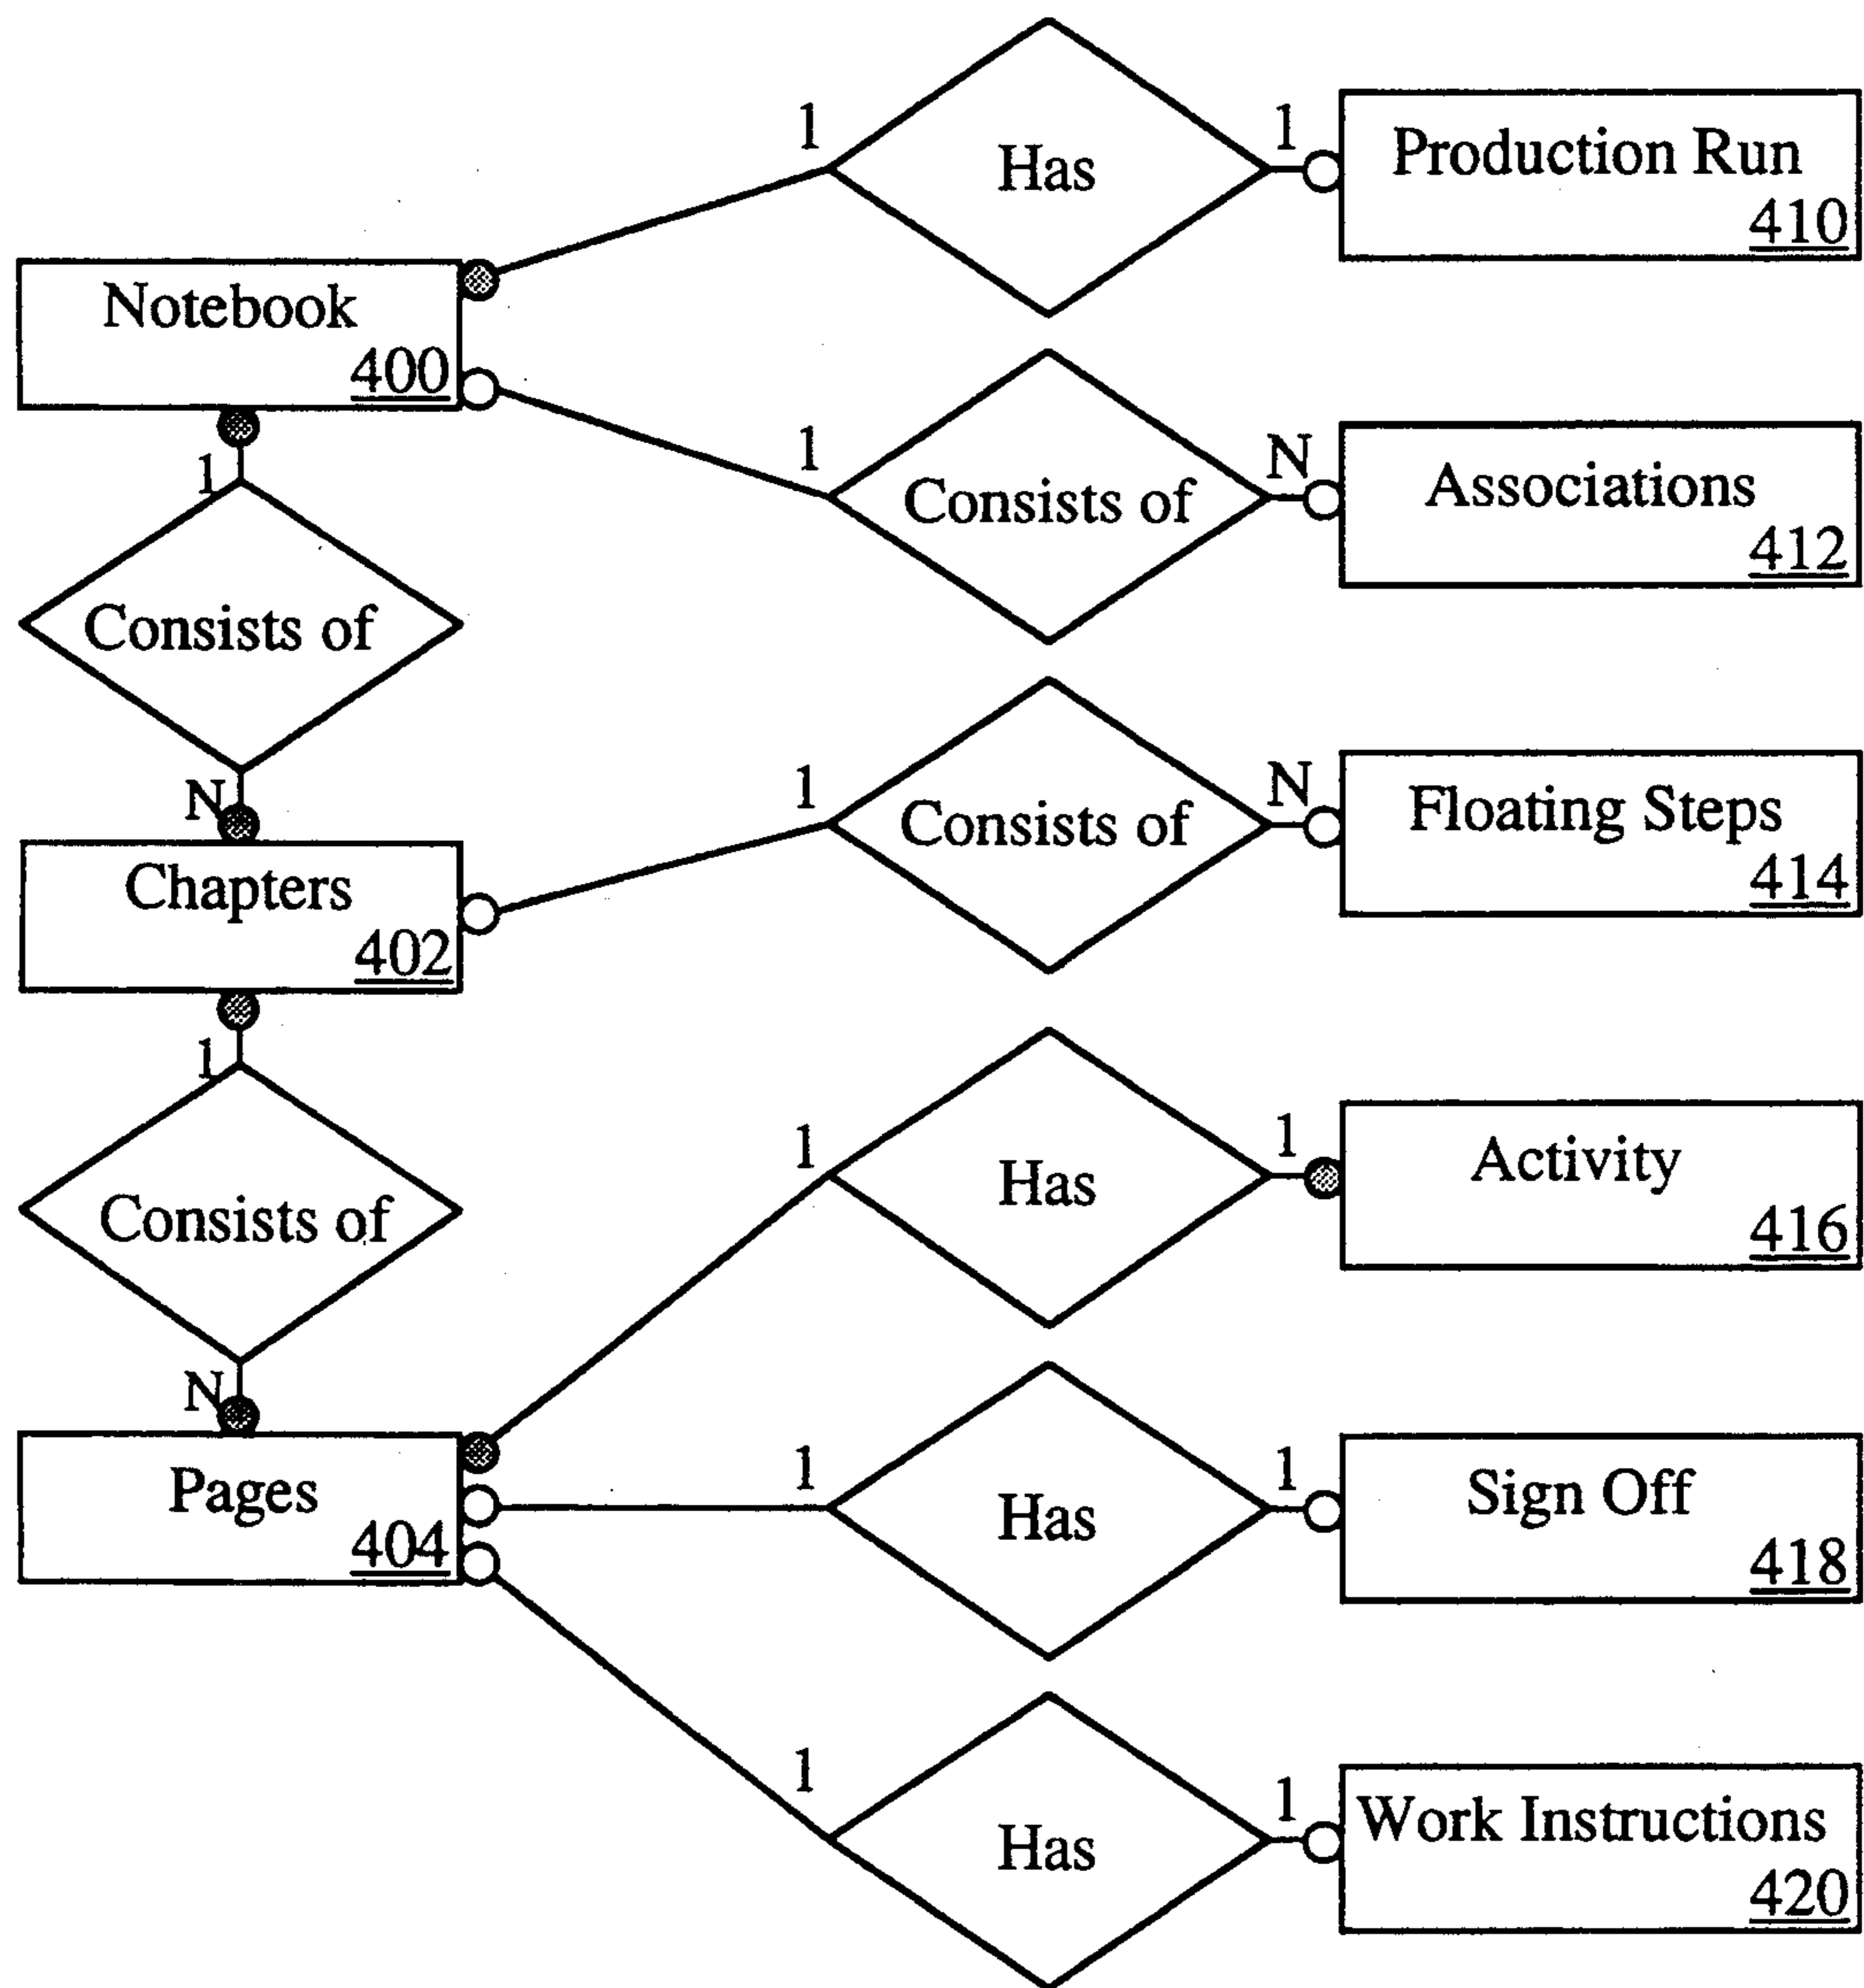 1
Has
1
Production Run
410
Notebook
400
1
Consists of
N
Associations
412
1
Consists of
N
Chapters
402
1
Consists of
N
Floating Steps
414
1
Consists of
N
Pages
404
1
Has
1
Activity
416
1
Has
1
Sign Off
418
1
Has
1
Work Instructions
420